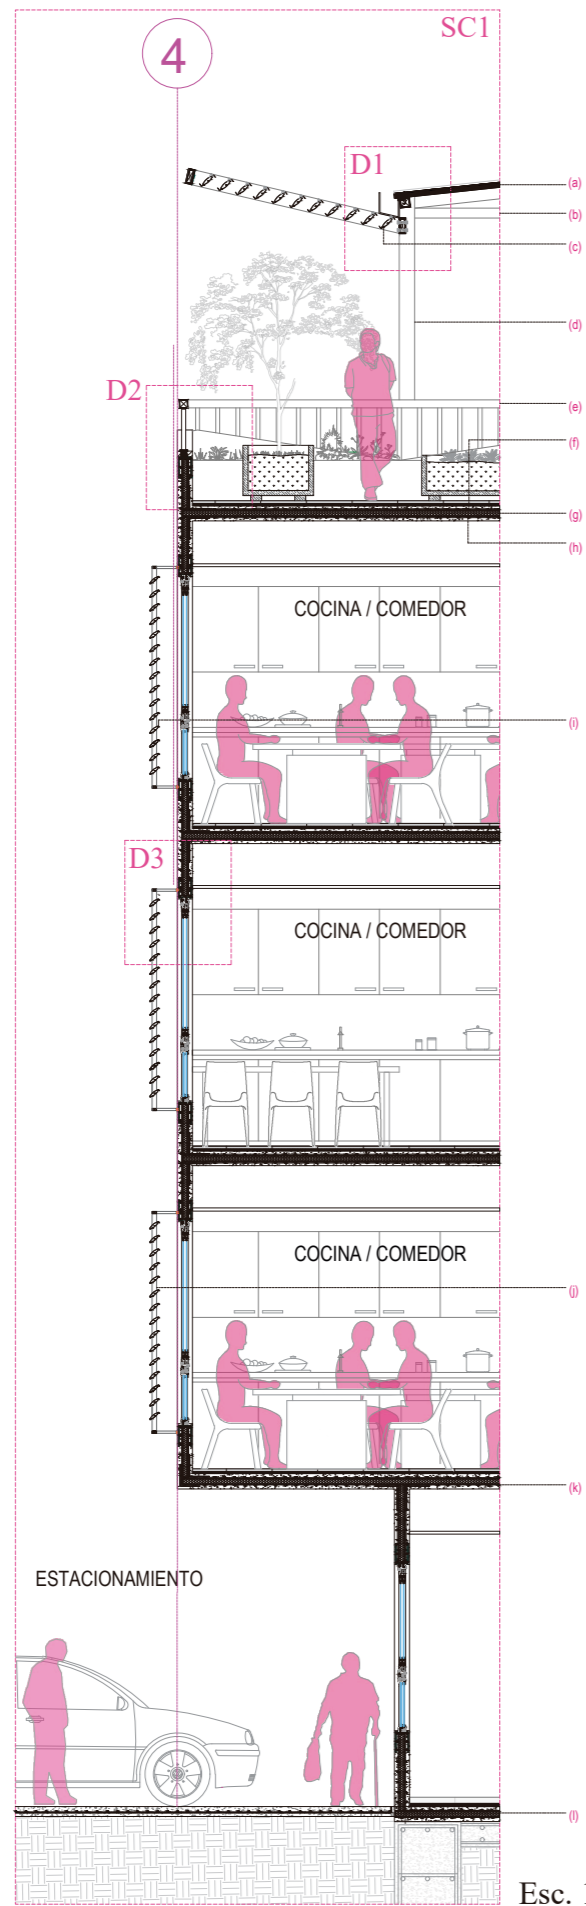 SC1
4
D1
(a)
(b)
(c)
(d)
D2
(e)
(f)
(g)
(h)
COCINA / COMEDOR
(i)
D3
COCINA / COMEDOR
COCINA / COMEDOR
(j)
(k)
ESTACIONAMIENTO
(l)
Esc.